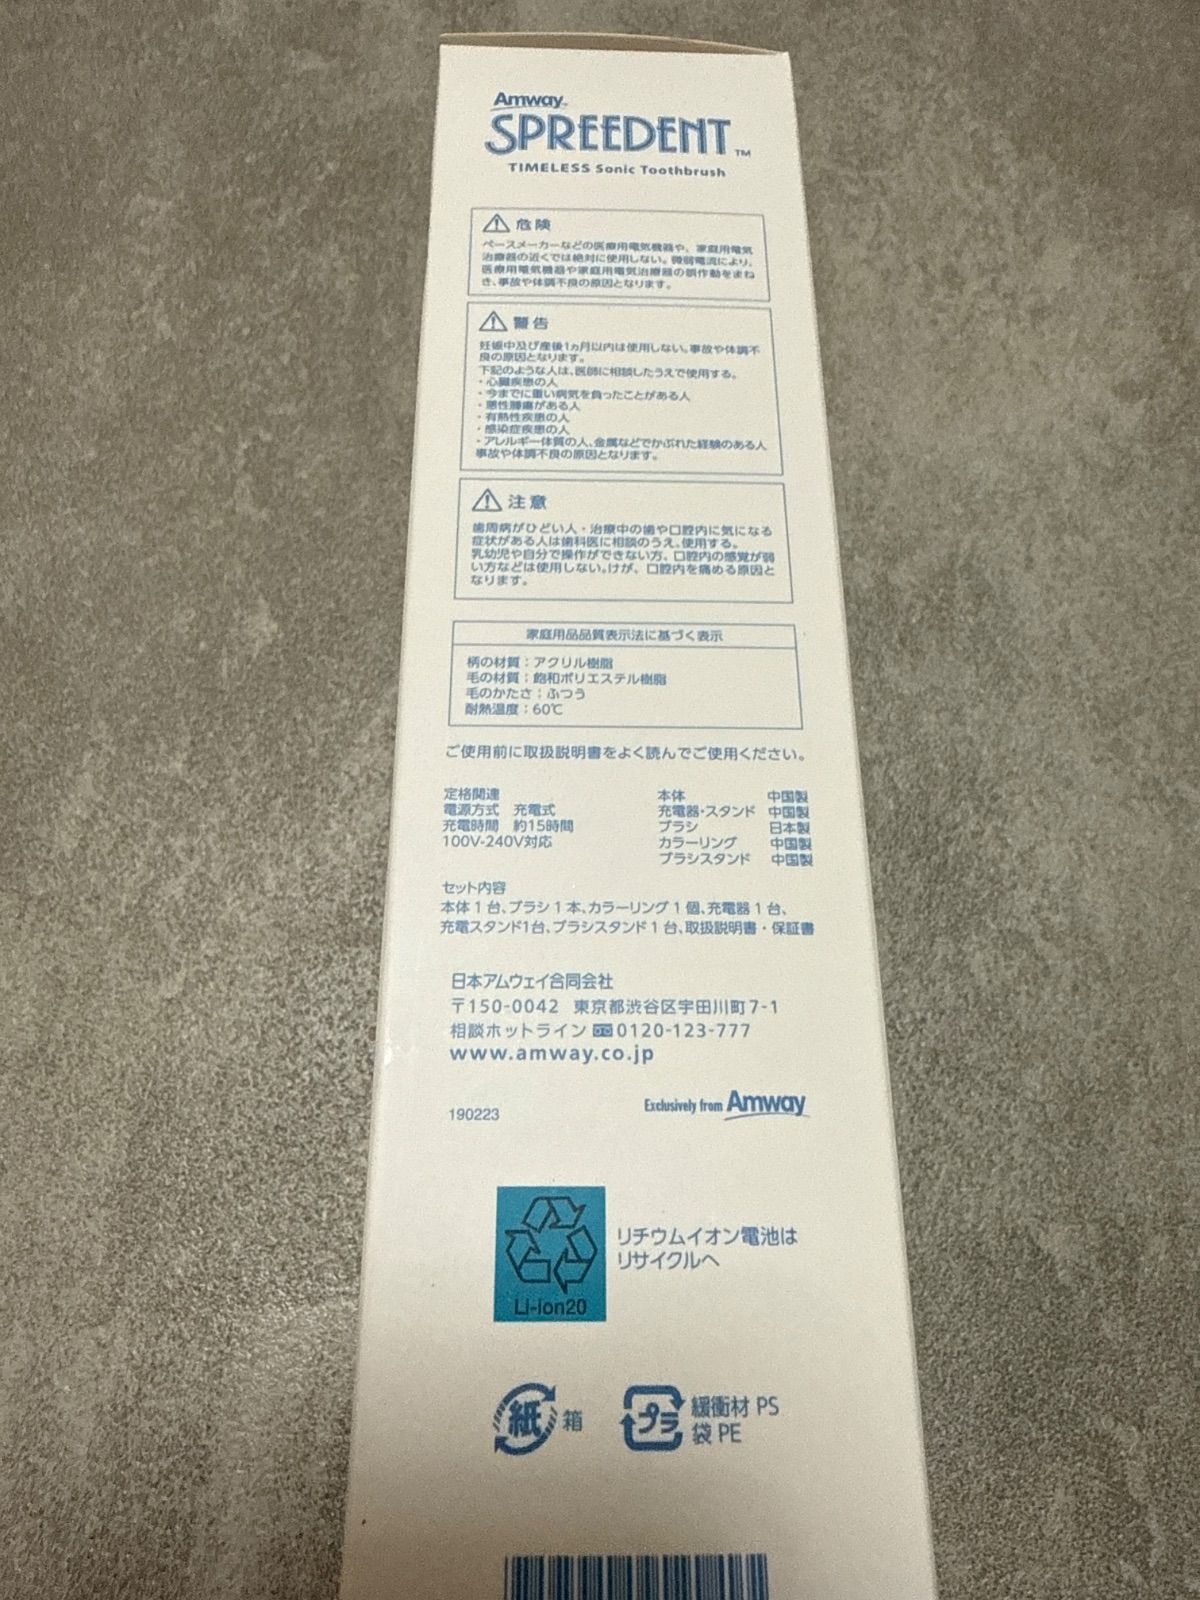 Amway™
SPREEDENT™
TIMELESS Sonic Toothbrush
危険
ペースメーカーなどの医療用電気機器や、家庭用電気
治療器の近くでは絶対に使用しない。微弱電流により、
医療用電気機器や家庭用電気治療器の誤作動をまね
き、事故や体調不良の原因となります。
警告
妊娠中及び産後1ヵ月以内は使用しない。事故や体調不
良の原因となります。
下記のような人は、医師に相談したうえで使用する。
・心臓疾患の人
・今までに重い病気を負ったことがある人
・悪性腫瘍がある人
・有熱性疾患の人
・感染症疾患の人
・アレルギー体質の人、金属などでかぶれた経験のある人
事故や体調不良の原因となります。
注意
歯周病がひどい人・治療中の歯や口腔内に気になる
症状がある人は歯科医に相談のうえ、使用する。
乳幼児や自分で操作ができない方、口腔内の感覚が弱
い方などは使用しない。けが、口腔内を痛める原因と
なります。
家庭用品品質表示法に基づく表示
柄の材質：アクリル樹脂
毛の材質：飽和ポリエステル樹脂
毛のかたさ：ふつう
耐熱温度：60℃
ご使用前に取扱説明書をよく読んでご使用ください。
定格関連
電源方式 充電式
充電時間 約15時間
100V-240V対応
本体 中国製
充電器・スタンド 中国製
ブラシ 日本製
カラーリング 中国製
ブラシスタンド 中国製
セット内容
本体1台、ブラシ1本、カラーリング1個、充電器1台、
充電スタンド1台、ブラシスタンド1台、取扱説明書・保証書
日本アムウェイ合同会社
〒150-0042 東京都渋谷区宇田川町7-1
相談ホットライン 0120-123-777
www.amway.co.jp
190223
Exclusively from Amway
Li-ion20
リチウムイオン電池は
リサイクルへ
紙 箱
プラ 緩衝材 PS
袋 PE